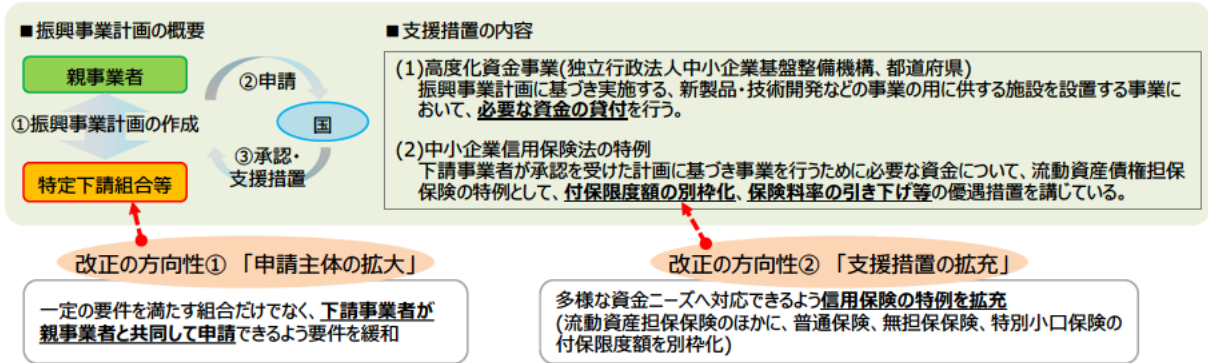 ■振興事業計画の概要
親事業者
①振興事業計画の作成
特定下請組合等
②申請
国
③承認・
支援措置
■支援措置の内容
(1)高度化資金事業(独立行政法人中小企業基盤整備機構、都道府県)
振興事業計画に基づき実施する、新製品・技術開発などの事業の用に供する施設を設置する事業に
おいて、必要な資金の貸付を行う。
(2)中小企業信用保険法の特例
下請事業者が承認を受けた計画に基づき事業を行うために必要な資金について、流動資産債権担保
保険の特例として、付保限度額の別枠化、保険料率の引き下げ等の優遇措置を講じている。
改正の方向性① 「申請主体の拡大」
一定の要件を満たす組合だけでなく、下請事業者が
親事業者と共同して申請できるよう要件を緩和
改正の方向性② 「支援措置の拡充」
多様な資金ニーズへ対応できるよう信用保険の特例を拡充
(流動資産担保保険のほかに、普通保険、無担保保険、特別小口保険の
付保限度額を別枠化)